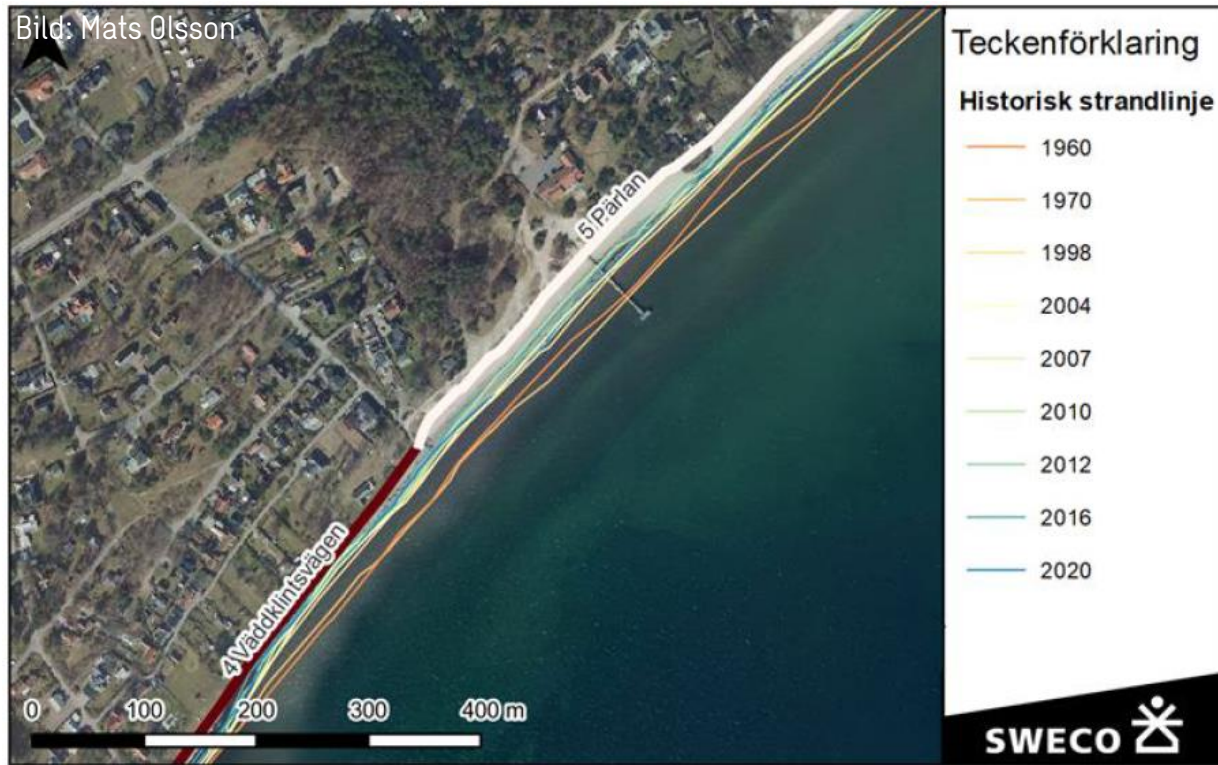 Bild: Mats Olsson
5 Pärlan
4 Väddklintsvägen
0 100 200 300 400 m
Teckenförklaring
Historisk strandlinje
1960
1970
1998
2004
2007
2010
2012
2016
2020
SWECO